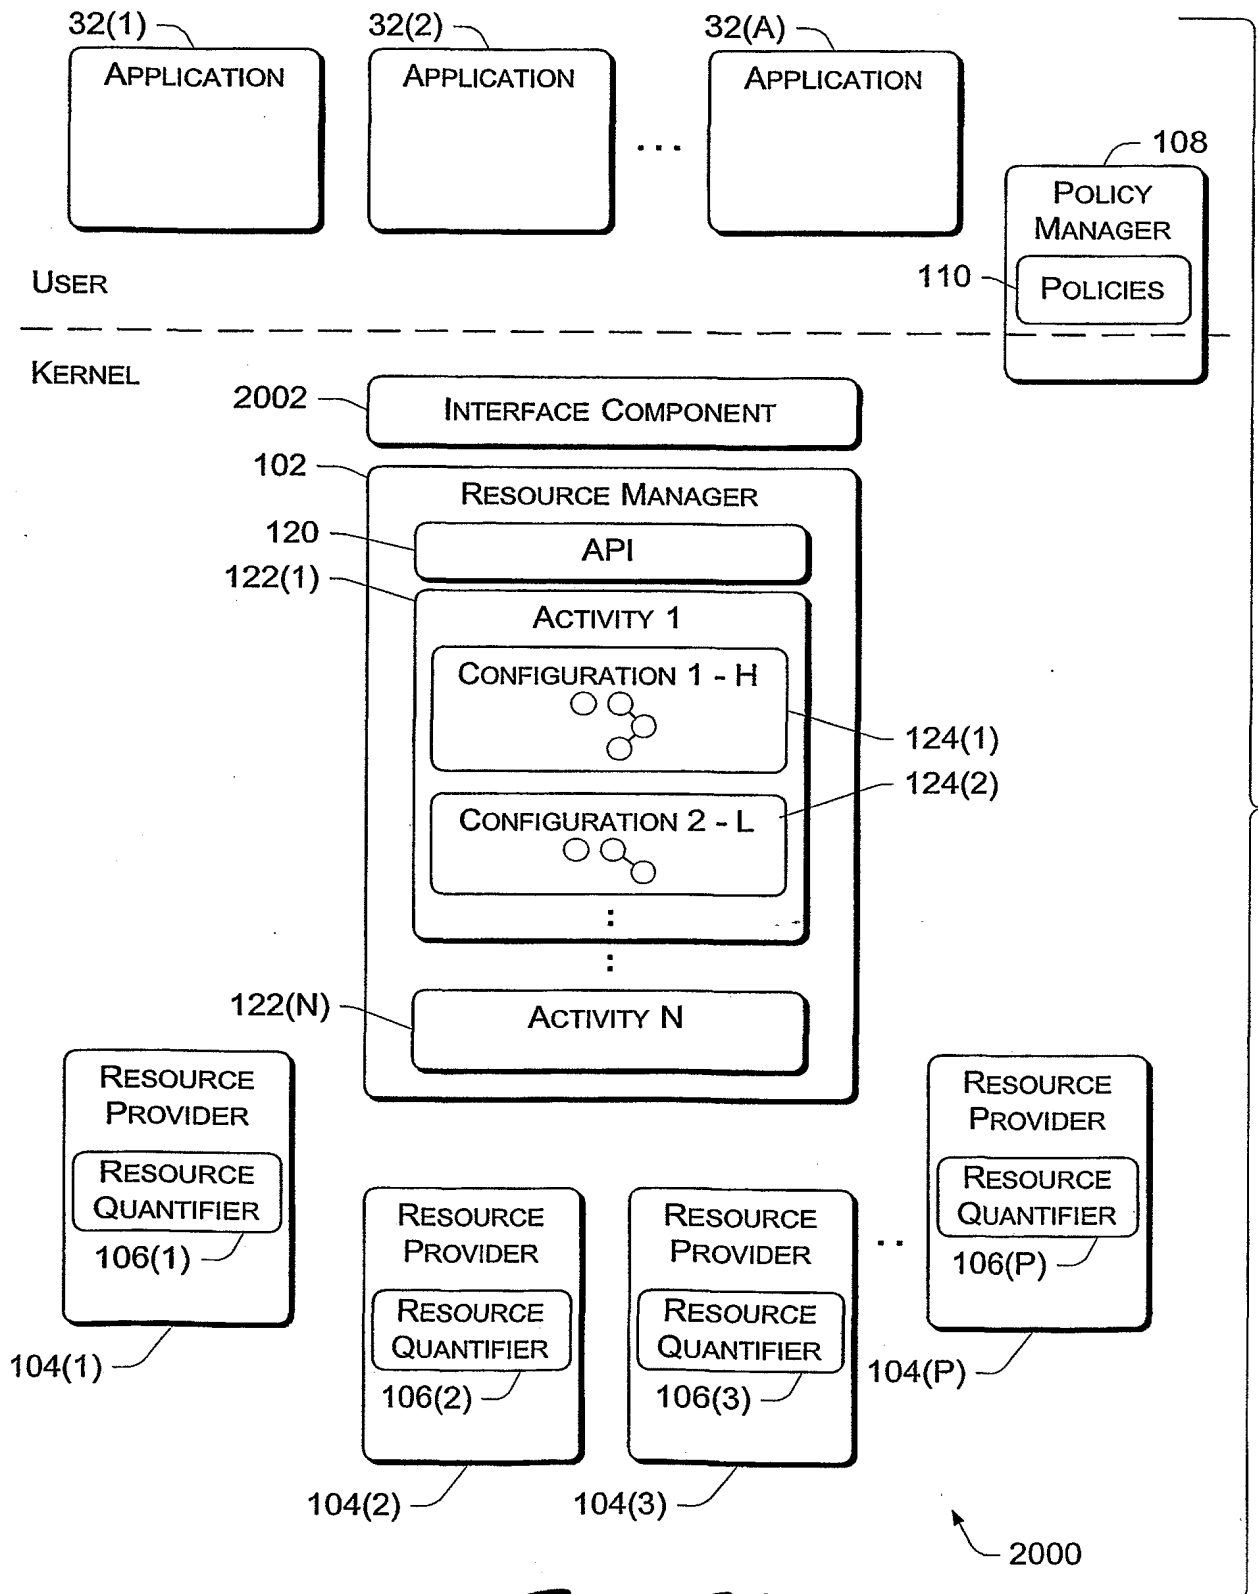 32(1)
32(2)
32(A)
APPLICATION
APPLICATION
APPLICATION
...
108
POLICY
MANAGER
110
POLICIES
USER
KERNEL
2002
INTERFACE COMPONENT
102
RESOURCE MANAGER
120
API
122(1)
ACTIVITY 1
CONFIGURATION 1 - H
124(1)
124(2)
CONFIGURATION 2 - L
122(N)
ACTIVITY N
RESOURCE
PROVIDER
RESOURCE
QUANTIFIER
106(1)
104(1)
RESOURCE
PROVIDER
RESOURCE
QUANTIFIER
106(2)
104(2)
RESOURCE
PROVIDER
RESOURCE
QUANTIFIER
106(3)
104(3)
RESOURCE
PROVIDER
RESOURCE
QUANTIFIER
106(P)
104(P)
2000